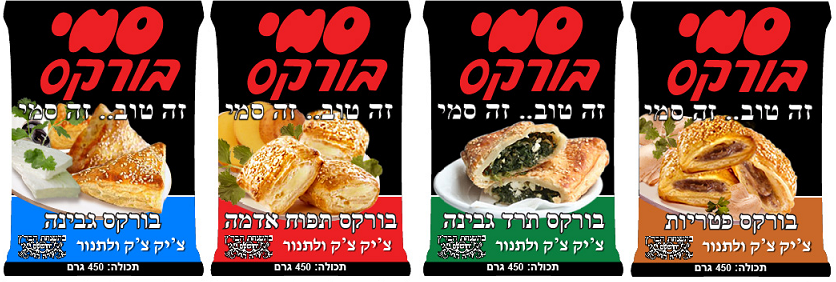 סמי
בורקס
זה טוב.. זה סמי
בורקס גבינה
צ'יק צ'ק ולתנור
תכולה: 450 גרם
סמי
בורקס
זה טוב.. זה סמי
בורקס תפוח אדמה
צ'יק צ'ק ולתנור
תכולה: 450 גרם
סמי
בורקס
זה טוב.. זה סמי
בורקס תרד גבינה
צ'יק צ'ק ולתנור
תכולה: 450 גרם
סמי
בורקס
זה טוב.. זה סמי
בורקס פטריות
צ'יק צ'ק ולתנור
תכולה: 450 גרם